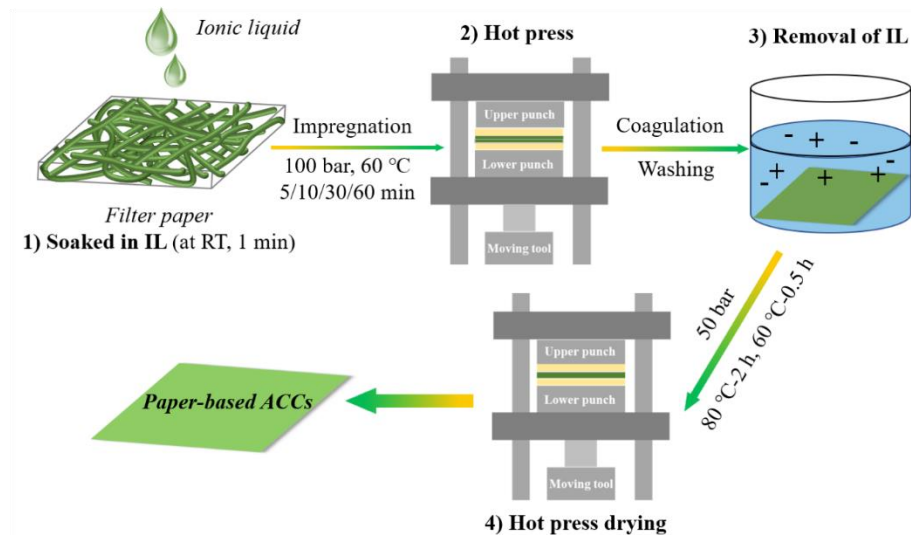 Ionic liquid
Filter paper
1) Soaked in IL (at RT, 1 min)
Impregnation
100 bar, 60 °C
5/10/30/60 min
2) Hot press
Upper punch
Lower punch
Moving tool
Coagulation
Washing
3) Removal of IL
- + -
- + + + -
50 bar
80 °C-2 h, 60 °C-0.5 h
Upper punch
Lower punch
Moving tool
4) Hot press drying
Paper-based ACCs